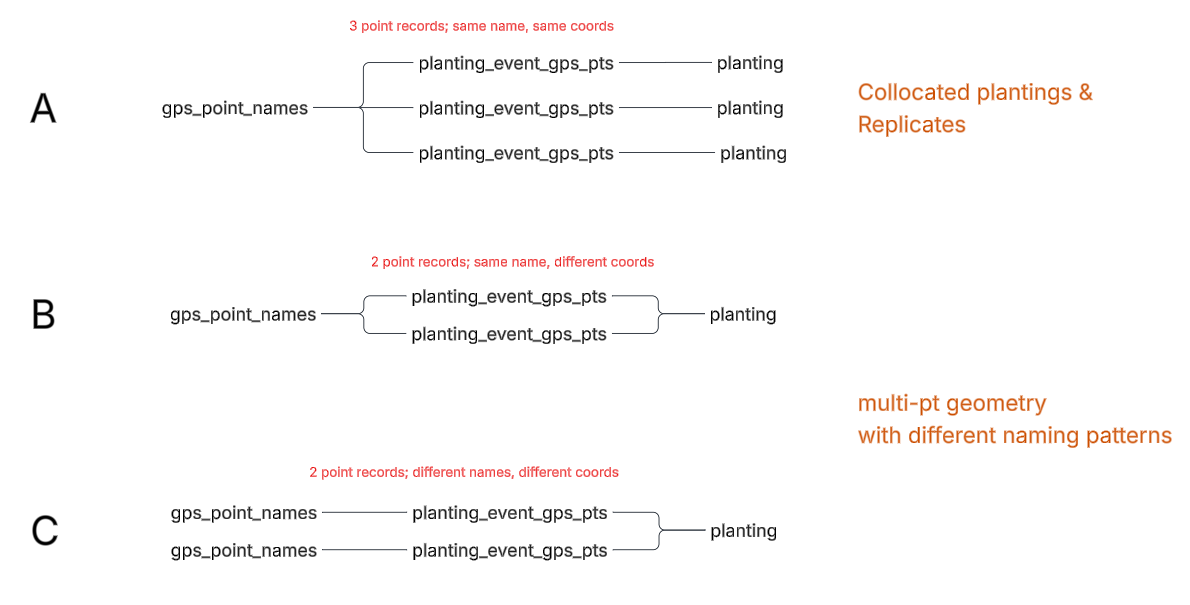 3 point records; same name, same coords
planting_event_gps_pts planting
A gps_point_names planting_event_gps_pts planting
planting_event_gps_pts planting
Collocated plantings &
Replicates
2 point records; same name, different coords
planting_event_gps_pts
B gps_point_names planting
planting_event_gps_pts
multi-pt geometry
with different naming patterns
2 point records; different names, different coords
gps_point_names planting_event_gps_pts
C planting
gps_point_names planting_event_gps_pts